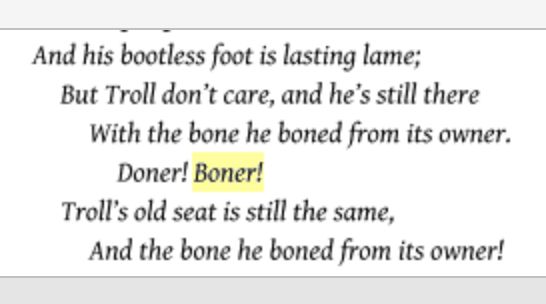 And his bootless foot is lasting lame;
But Troll don't care, and he's still there
With the bone he boned from its owner.
Doner! Boner!
Troll's old seat is still the same,
And the bone he boned from its owner!